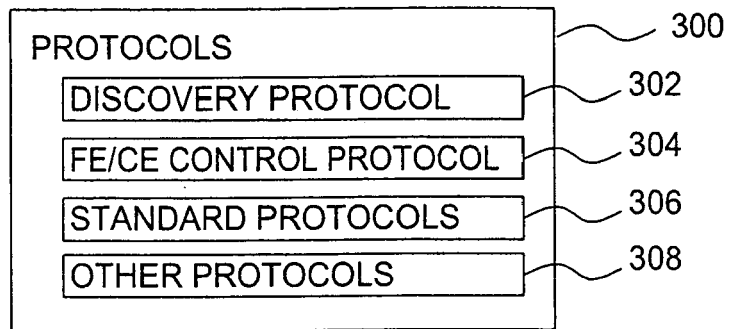 PROTOCOLS 300
DISCOVERY PROTOCOL 302
FE/CE CONTROL PROTOCOL 304
STANDARD PROTOCOLS 306
OTHER PROTOCOLS 308